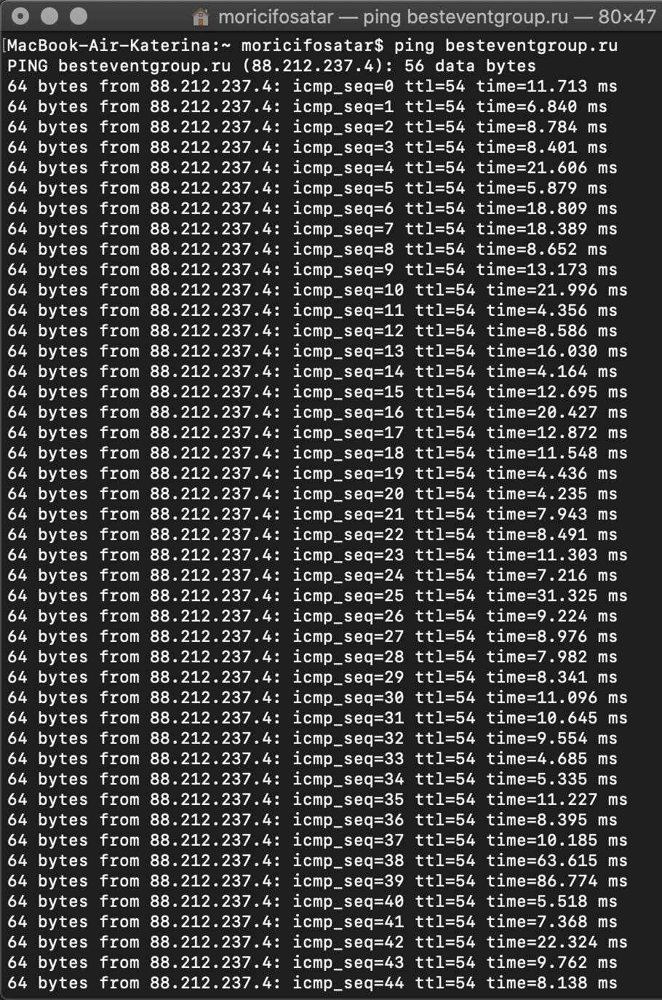 moricifosatar — ping besteventgroup.ru — 80×47
[MacBook-Air-Katerina:~ moricifosatar$ ping besteventgroup.ru
PING besteventgroup.ru (88.212.237.4): 56 data bytes
64 bytes from 88.212.237.4: icmp_seq=0 ttl=54 time=11.713 ms
64 bytes from 88.212.237.4: icmp_seq=1 ttl=54 time=6.840 ms
64 bytes from 88.212.237.4: icmp_seq=2 ttl=54 time=8.784 ms
64 bytes from 88.212.237.4: icmp_seq=3 ttl=54 time=8.401 ms
64 bytes from 88.212.237.4: icmp_seq=4 ttl=54 time=21.606 ms
64 bytes from 88.212.237.4: icmp_seq=5 ttl=54 time=5.879 ms
64 bytes from 88.212.237.4: icmp_seq=6 ttl=54 time=18.809 ms
64 bytes from 88.212.237.4: icmp_seq=7 ttl=54 time=18.389 ms
64 bytes from 88.212.237.4: icmp_seq=8 ttl=54 time=8.652 ms
64 bytes from 88.212.237.4: icmp_seq=9 ttl=54 time=13.173 ms
64 bytes from 88.212.237.4: icmp_seq=10 ttl=54 time=21.996 ms
64 bytes from 88.212.237.4: icmp_seq=11 ttl=54 time=4.356 ms
64 bytes from 88.212.237.4: icmp_seq=12 ttl=54 time=8.586 ms
64 bytes from 88.212.237.4: icmp_seq=13 ttl=54 time=16.030 ms
64 bytes from 88.212.237.4: icmp_seq=14 ttl=54 time=4.164 ms
64 bytes from 88.212.237.4: icmp_seq=15 ttl=54 time=12.695 ms
64 bytes from 88.212.237.4: icmp_seq=16 ttl=54 time=20.427 ms
64 bytes from 88.212.237.4: icmp_seq=17 ttl=54 time=12.872 ms
64 bytes from 88.212.237.4: icmp_seq=18 ttl=54 time=11.548 ms
64 bytes from 88.212.237.4: icmp_seq=19 ttl=54 time=4.436 ms
64 bytes from 88.212.237.4: icmp_seq=20 ttl=54 time=4.235 ms
64 bytes from 88.212.237.4: icmp_seq=21 ttl=54 time=7.943 ms
64 bytes from 88.212.237.4: icmp_seq=22 ttl=54 time=8.491 ms
64 bytes from 88.212.237.4: icmp_seq=23 ttl=54 time=11.303 ms
64 bytes from 88.212.237.4: icmp_seq=24 ttl=54 time=7.216 ms
64 bytes from 88.212.237.4: icmp_seq=25 ttl=54 time=31.325 ms
64 bytes from 88.212.237.4: icmp_seq=26 ttl=54 time=9.224 ms
64 bytes from 88.212.237.4: icmp_seq=27 ttl=54 time=8.976 ms
64 bytes from 88.212.237.4: icmp_seq=28 ttl=54 time=7.982 ms
64 bytes from 88.212.237.4: icmp_seq=29 ttl=54 time=8.341 ms
64 bytes from 88.212.237.4: icmp_seq=30 ttl=54 time=11.096 ms
64 bytes from 88.212.237.4: icmp_seq=31 ttl=54 time=10.645 ms
64 bytes from 88.212.237.4: icmp_seq=32 ttl=54 time=9.554 ms
64 bytes from 88.212.237.4: icmp_seq=33 ttl=54 time=4.685 ms
64 bytes from 88.212.237.4: icmp_seq=34 ttl=54 time=5.335 ms
64 bytes from 88.212.237.4: icmp_seq=35 ttl=54 time=11.227 ms
64 bytes from 88.212.237.4: icmp_seq=36 ttl=54 time=8.395 ms
64 bytes from 88.212.237.4: icmp_seq=37 ttl=54 time=10.185 ms
64 bytes from 88.212.237.4: icmp_seq=38 ttl=54 time=63.615 ms
64 bytes from 88.212.237.4: icmp_seq=39 ttl=54 time=86.774 ms
64 bytes from 88.212.237.4: icmp_seq=40 ttl=54 time=5.518 ms
64 bytes from 88.212.237.4: icmp_seq=41 ttl=54 time=7.368 ms
64 bytes from 88.212.237.4: icmp_seq=42 ttl=54 time=22.324 ms
64 bytes from 88.212.237.4: icmp_seq=43 ttl=54 time=9.762 ms
64 bytes from 88.212.237.4: icmp_seq=44 ttl=54 time=8.138 ms